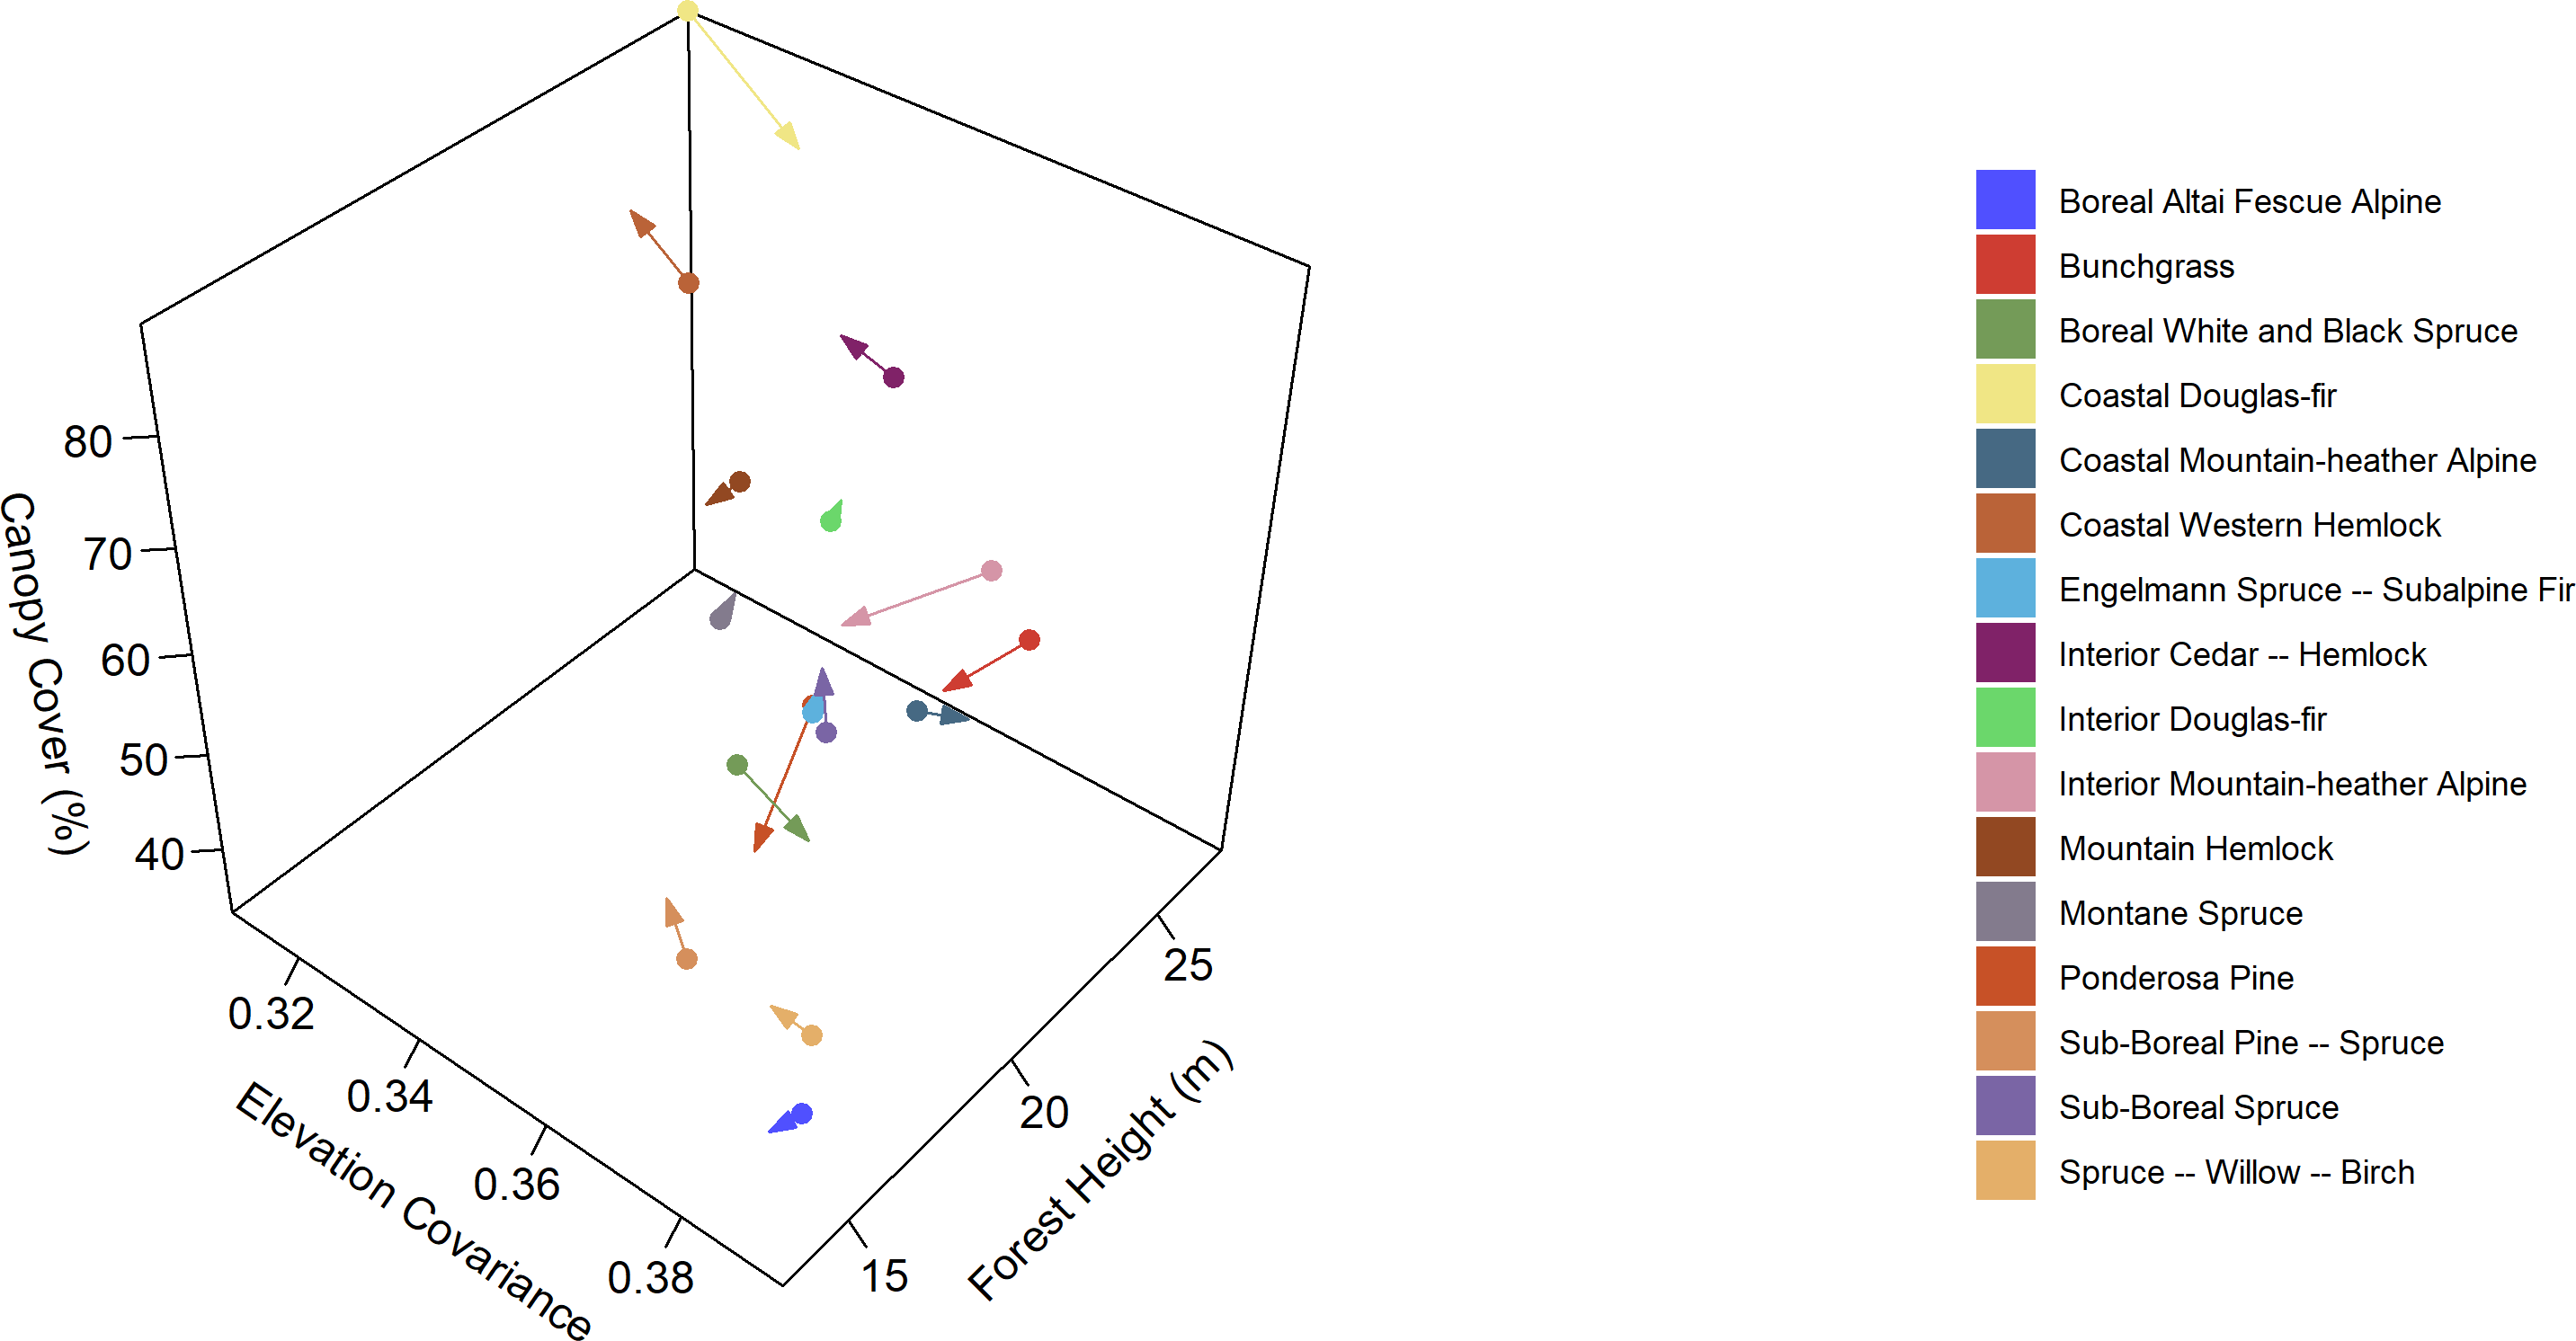 80
70
60
50
40
Canopy Cover (%)
0.32
0.34
0.36
0.38
Elevation Covariance
15
20
25
Forest Height (m)
Boreal Altai Fescue Alpine
Bunchgrass
Boreal White and Black Spruce
Coastal Douglas-fir
Coastal Mountain-heather Alpine
Coastal Western Hemlock
Engelmann Spruce -- Subalpine Fir
Interior Cedar -- Hemlock
Interior Douglas-fir
Interior Mountain-heather Alpine
Mountain Hemlock
Montane Spruce
Ponderosa Pine
Sub-Boreal Pine -- Spruce
Sub-Boreal Spruce
Spruce -- Willow -- Birch